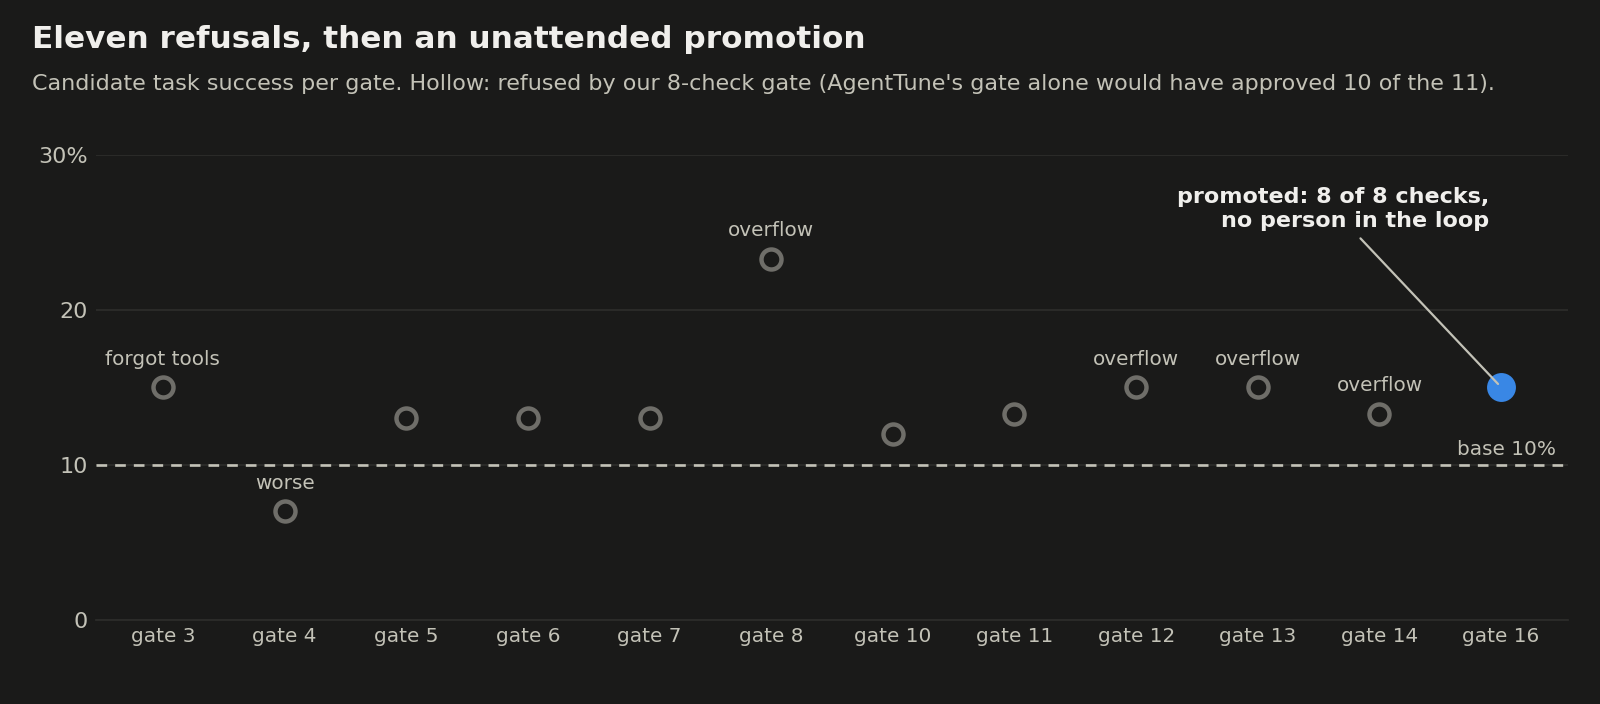 Eleven refusals, then an unattended promotion
Candidate task success per gate. Hollow: refused by our 8-check gate (AgentTune's gate alone would have approved 10 of the 11).
30%
promoted: 8 of 8 checks,
no person in the loop
overflow
20
forgot tools
overflow
overflow
overflow
base 10%
10
worse
0
gate 3
gate 4
gate 5
gate 6
gate 7
gate 8
gate 10
gate 11
gate 12
gate 13
gate 14
gate 16